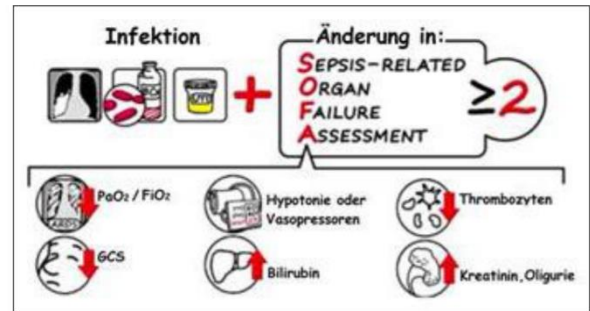 Infektion
Änderung in:
SEPSIS-RELATED
ORGAN
FAILURE
ASSESSMENT
≥2
+
PaO₂ / FiO₂
Hypotonie oder
Vasopressoren
Thrombozyten
ARDS
GCS
Bilirubin
Kreatinin, Oligurie